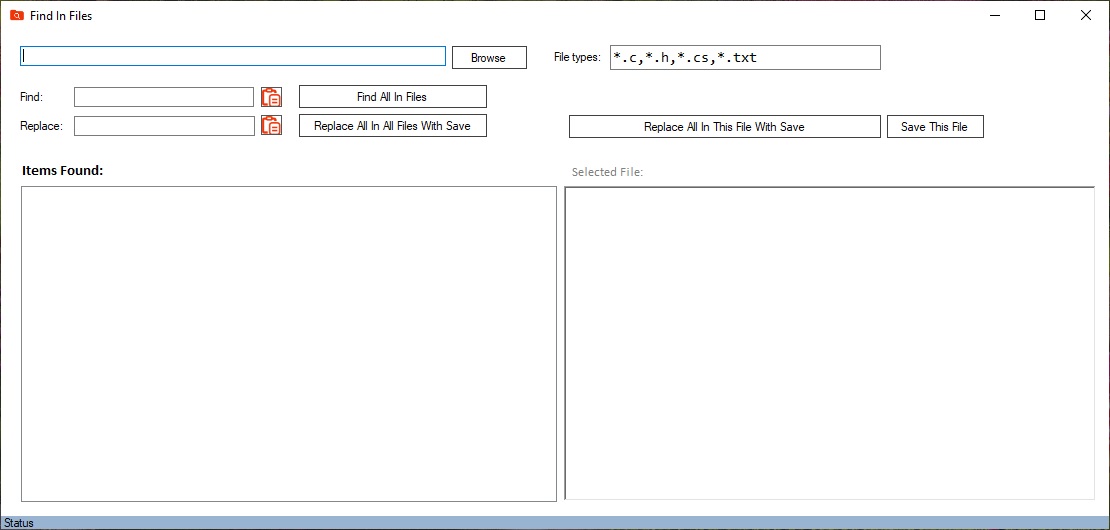 Find In Files
Browse
File types:
*.c,*.h,*.cs,*.txt
Find:
Find All In Files
Replace:
Replace All In All Files With Save
Replace All In This File With Save
Save This File
Items Found:
Selected File:
Status